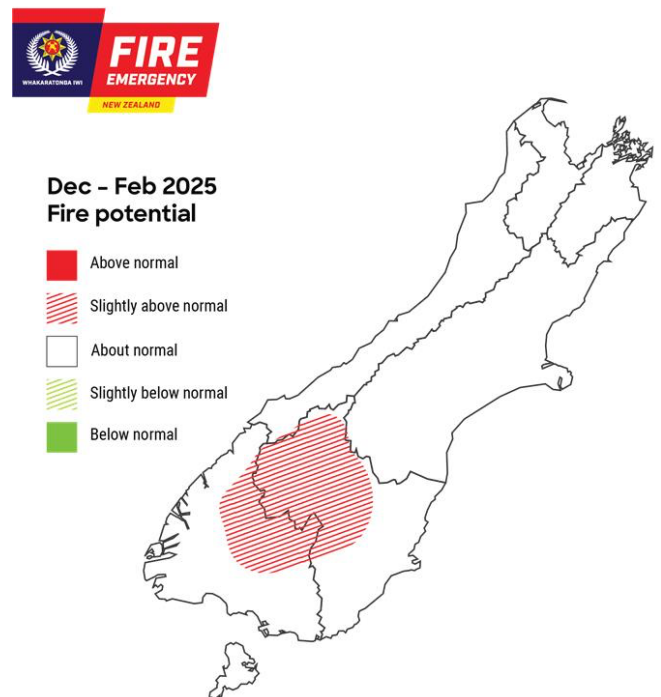 FIRE
EMERGENCY
WHAKARATONGA IWI
NEW ZEALAND
Dec – Feb 2025
Fire potential
Above normal
Slightly above normal
About normal
Slightly below normal
Below normal